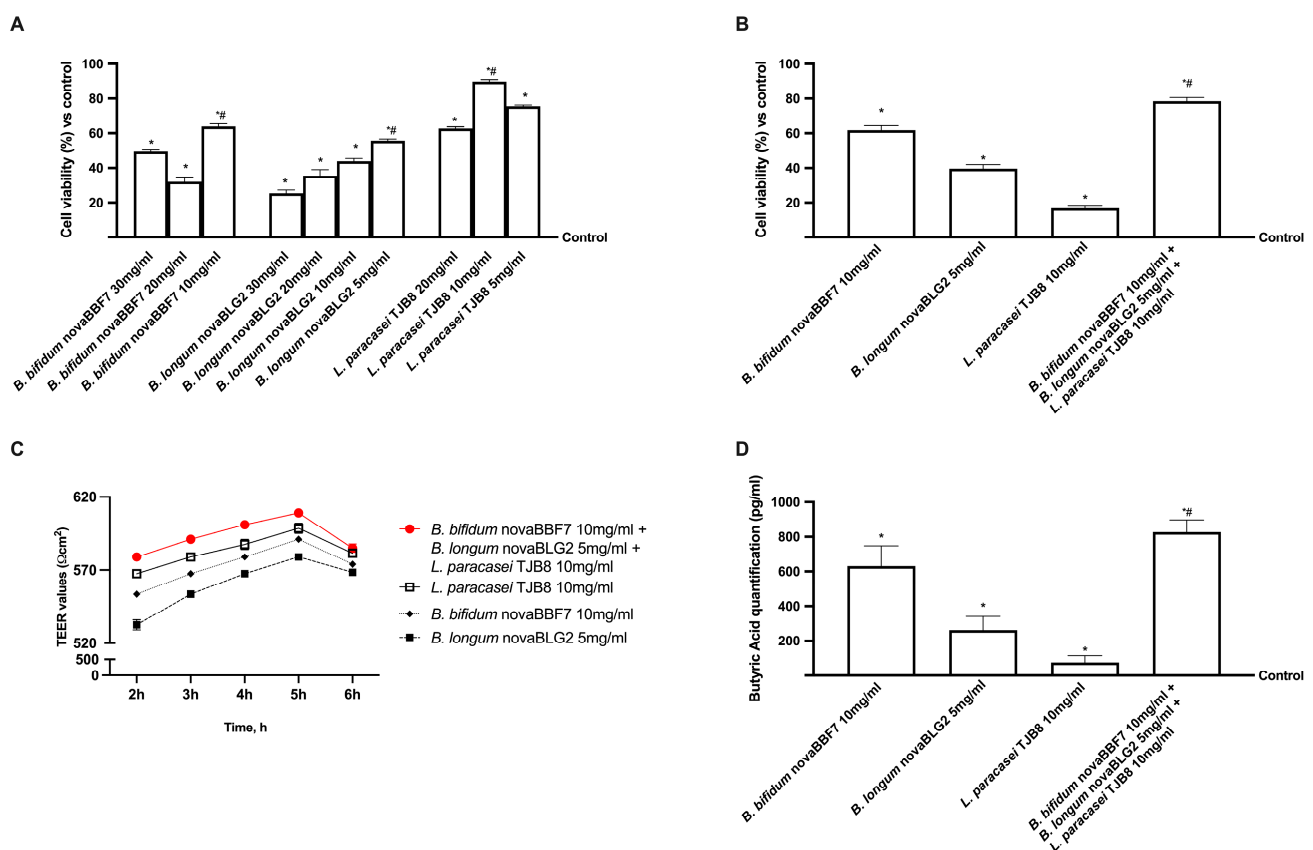 A
Cell viability (%) vs control
100
80
60
40
20
*
*
*#
*
*
*
*#
*
*#
*
Control
B. bifidum novaBBF7 30mg/ml
B. bifidum novaBBF7 20mg/ml
B. bifidum novaBBF7 10mg/ml
B. longum novaBLG2 30mg/ml
B. longum novaBLG2 20mg/ml
B. longum novaBLG2 10mg/ml
B. longum novaBLG2 5mg/ml
L. paracasei TJB8 20mg/ml
L. paracasei TJB8 10mg/ml
L. paracasei TJB8 5mg/ml
B
Cell viability (%) vs control
100
80
60
40
20
*
*
*
*#
Control
B. bifidum novaBBF7 10mg/ml
B. longum novaBLG2 5mg/ml
L. paracasei TJB8 10mg/ml
B. bifidum novaBBF7 10mg/ml +
B. longum novaBLG2 5mg/ml +
L. paracasei TJB8 10mg/ml
C
TEER values (Ωcm²)
620
570
520
500
0
2h
3h
4h
5h
6h
Time, h
B. bifidum novaBBF7 10mg/ml +
B. longum novaBLG2 5mg/ml +
L. paracasei TJB8 10mg/ml
L. paracasei TJB8 10mg/ml
B. bifidum novaBBF7 10mg/ml
B. longum novaBLG2 5mg/ml
D
Butyric Acid quantification (pg/ml)
1000
800
600
400
200
*
*
*
*#
Control
B. bifidum novaBBF7 10mg/ml
B. longum novaBLG2 5mg/ml
L. paracasei TJB8 10mg/ml
B. bifidum novaBBF7 10mg/ml +
B. longum novaBLG2 5mg/ml +
L. paracasei TJB8 10mg/ml